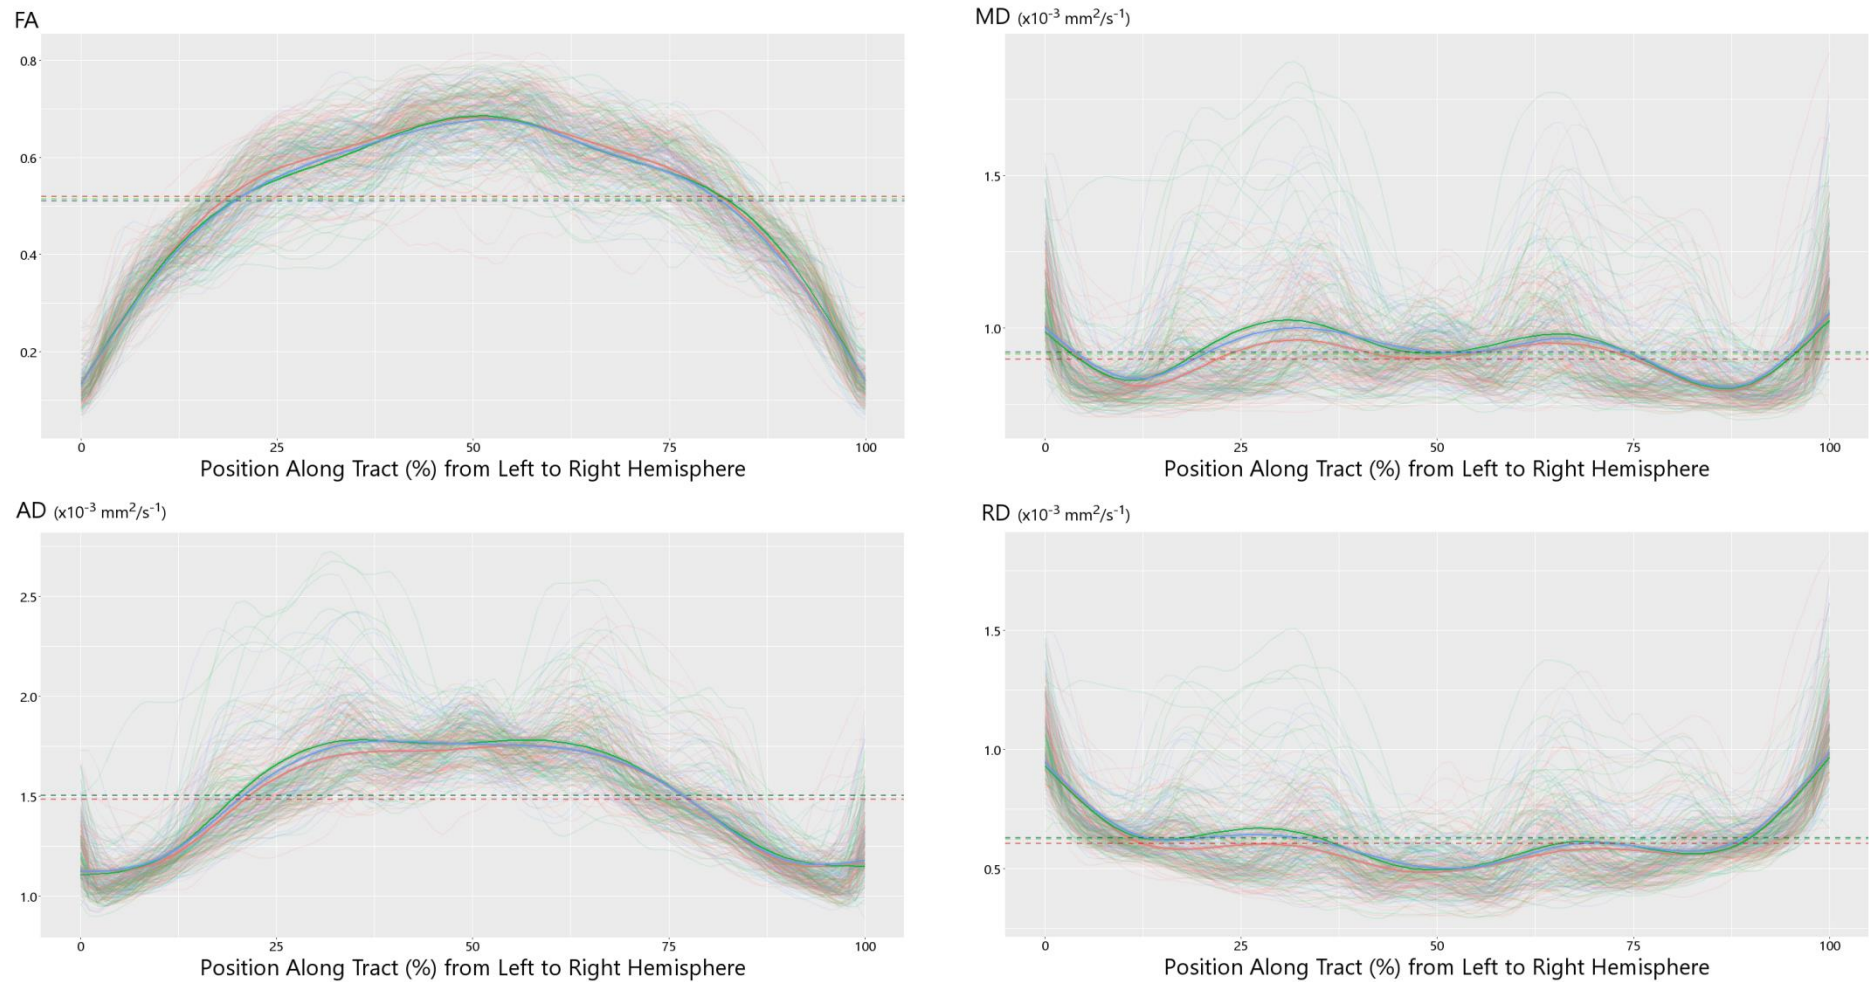 FA
0.8
0.6
0.4
0.2
0 25 50 75 100
Position Along Tract (%) from Left to Right Hemisphere
MD (x10⁻³ mm²/s⁻¹)
1.5
1.0
0 25 50 75 100
Position Along Tract (%) from Left to Right Hemisphere
AD (x10⁻³ mm²/s⁻¹)
2.5
2.0
1.5
1.0
0 25 50 75 100
Position Along Tract (%) from Left to Right Hemisphere
RD (x10⁻³ mm²/s⁻¹)
1.5
1.0
0.5
0 25 50 75 100
Position Along Tract (%) from Left to Right Hemisphere